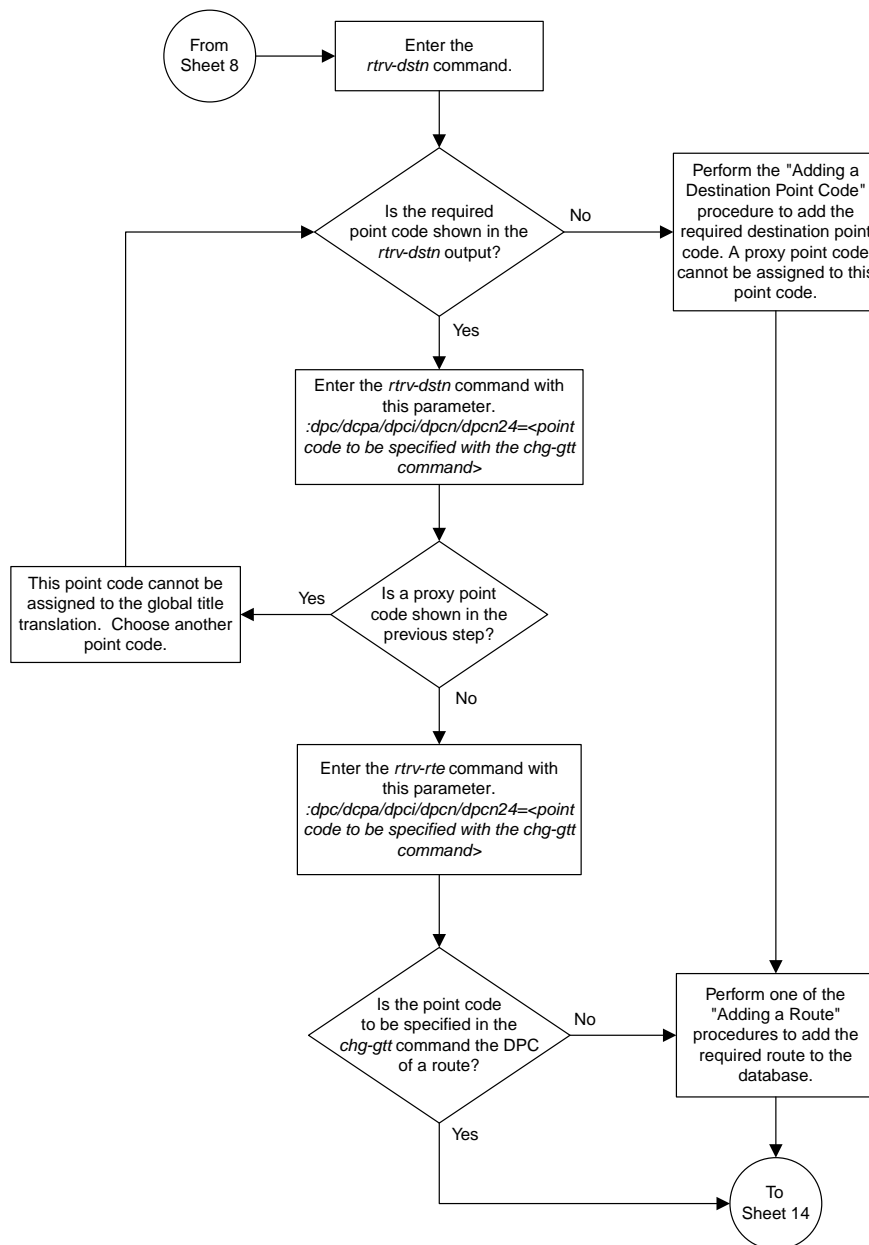 From
Sheet 8
Enter the
rtrv-dstn command.
Is the required
point code shown in the
rtrv-dstn output?
No
Perform the "Adding a
Destination Point Code"
procedure to add the
required destination point
code. A proxy point code
cannot be assigned to this
point code.
Yes
Enter the rtrv-dstn command with
this parameter.
:dpc/dcpa/dpci/dpcn/dpcn24=<point
code to be specified with the chg-gtt
command>
This point code cannot be
assigned to the global title
translation. Choose another
point code.
Yes
Is a proxy point
code shown in the
previous step?
No
Enter the rtrv-rte command with
this parameter.
:dpc/dcpa/dpci/dpcn/dpcn24=<point
code to be specified with the chg-gtt
command>
Is the point code
to be specified in the
chg-gtt command the DPC
of a route?
No
Perform one of the
"Adding a Route"
procedures to add the
required route to the
database.
Yes
To
Sheet 14